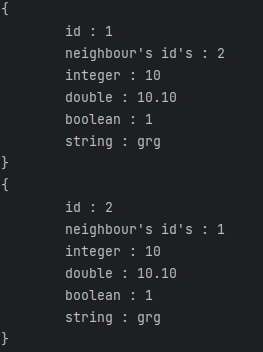 {
id : 1
neighbour's id's : 2
integer : 10
double : 10.10
boolean : 1
string : grg
}
{
id : 2
neighbour's id's : 1
integer : 10
double : 10.10
boolean : 1
string : grg
}